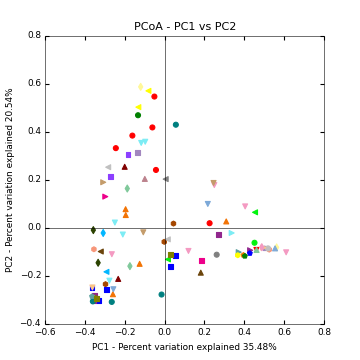 PCoA - PC1 vs PC2
0.8
0.6
0.4
0.2
0.0
−0.2
−0.4
−0.6 −0.4 −0.2 0.0 0.2 0.4 0.6 0.8
PC2 - Percent variation explained 20.54%
PC1 - Percent variation explained 35.48%